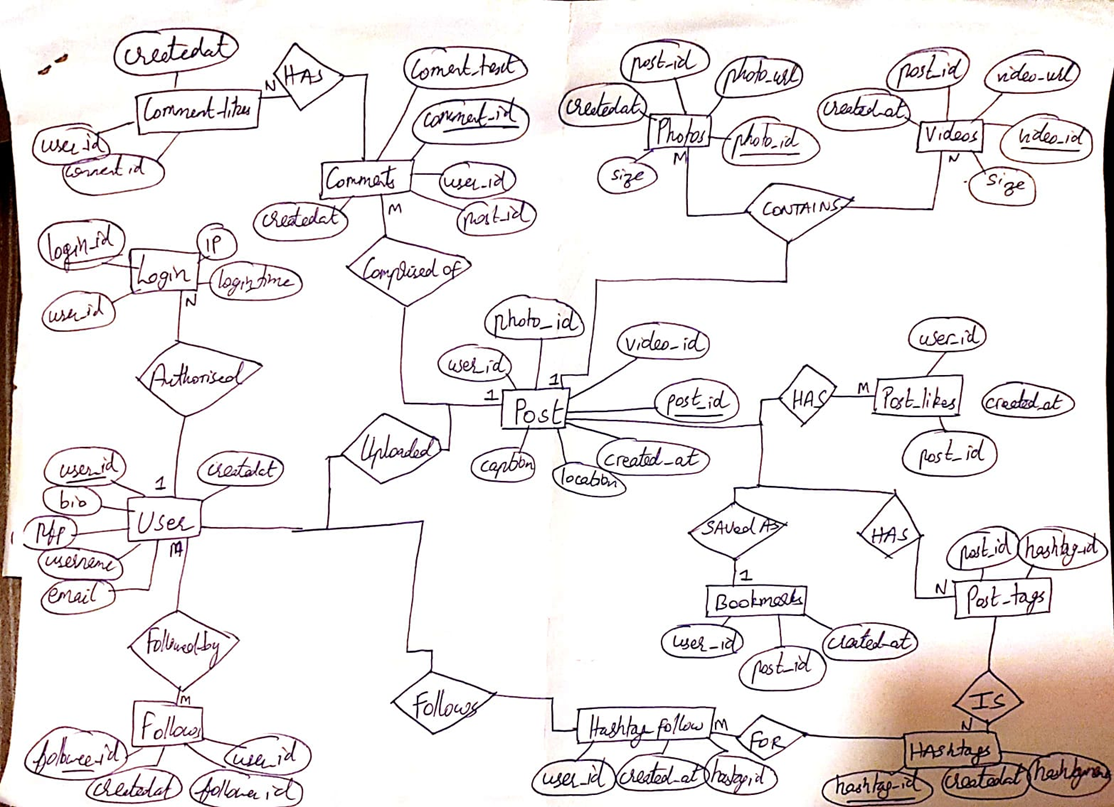 createdat
HAS
N
Comment-likes
user_id
coment_id
coment_text
comment_id
Comments
user_id
createdat
post_id
M
Comprised of
post_id
photo_url
createdat
Photos
photo_id
M
size
post_id
video_url
created_at
Videos
video_id
N
size
CONTAINS
login_id
IP
Login
login_time
user_id
N
Authorised
1
photo_id
video_id
user_id
1
1
Post
post_id
caption
location
created_at
Uploaded
user_id
HAS
M
Post_likes
created_at
post_id
user_id
createdat
bio
User
Pfp
username
email
M
SAVed As
HAS
1
Bookmarks
user_id
post_id
created_at
post_id
hashtag_id
N
Post_tags
Followed-by
M
Follows
followee_id
user_id
createdat
follower_id
Follows
Hashtag_follow
M
FOR
user_id
created_at
hastag_id
IS
N
HAshtags
hashtag_id
createdat